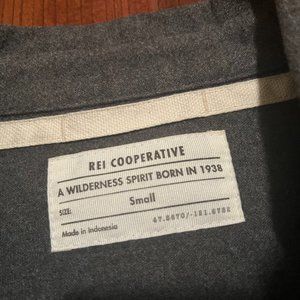 REI COOPERATIVE
A WILDERNESS SPIRIT BORN IN 1938
SIZE: Small
Made in Indonesia